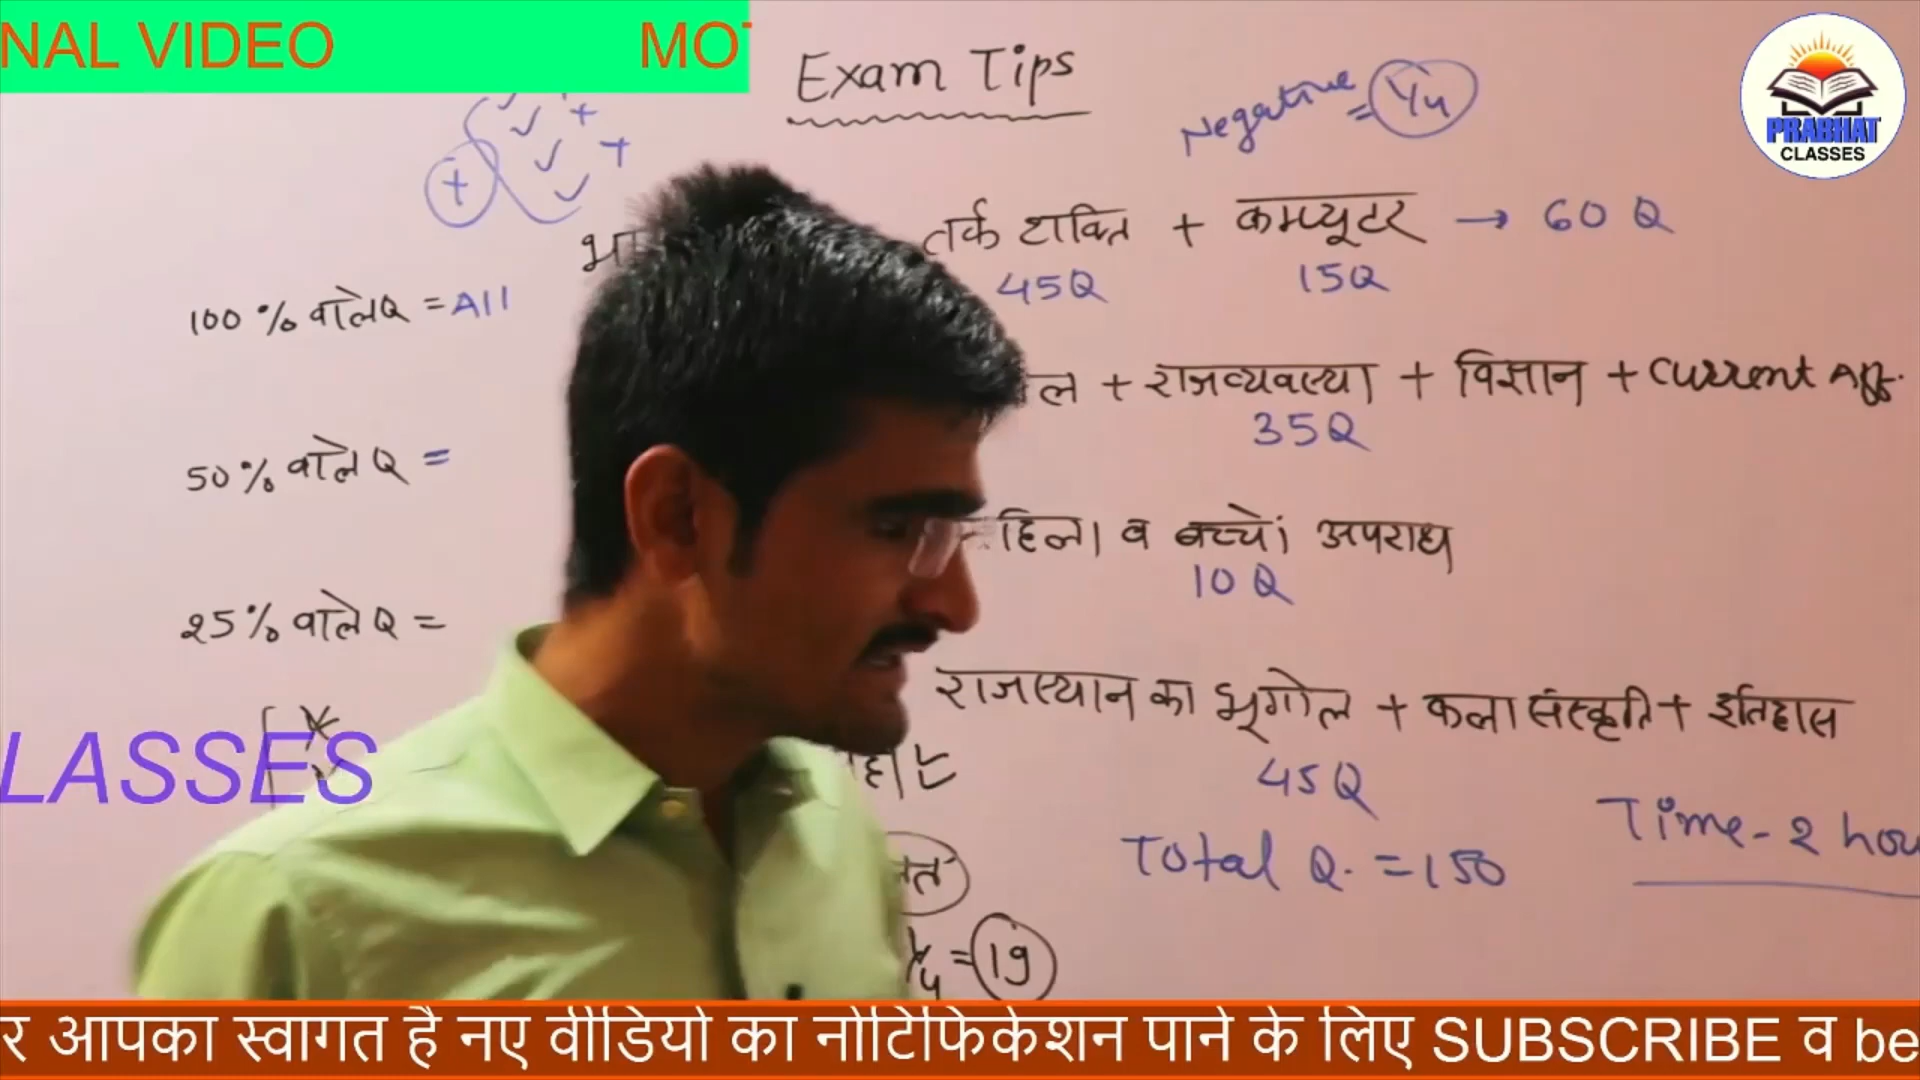 NAL VIDEO MOT
Exam Tips
Negative = 1/4
PRABHAT
CLASSES
तर्क शक्ति + कम्प्यूटर → 60 Q
45Q 15Q
100 % वाले Q = All
ल + राजव्यवस्था + विज्ञान + Current Aff.
35Q
50 % वाले Q =
हिला व बच्चों अपराध
10 Q
25 % वाले Q =
राजस्थान का भूगोल + कला संस्कृति + इतिहास
45Q
LASSES
Time - 2 hou
Total Q. = 150
= 19
र आपका स्वागत है नए वीडियो का नोटिफिकेशन पाने के लिए SUBSCRIBE व be